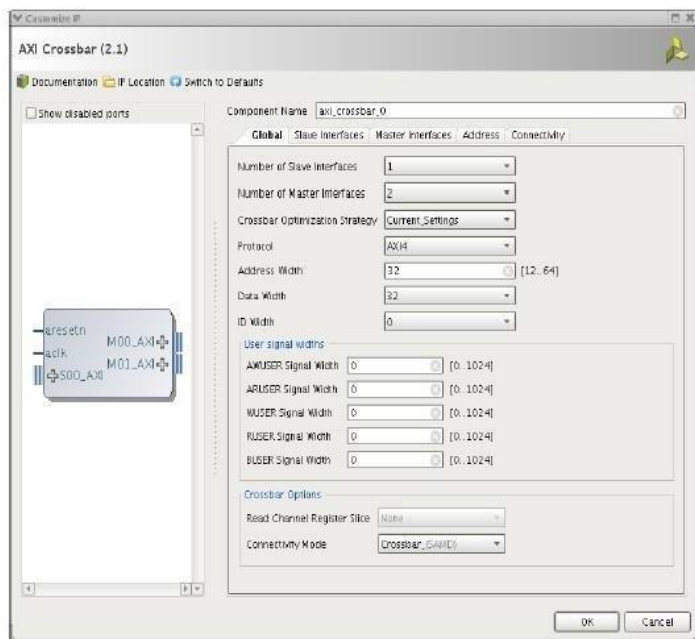 Customize IP
AXI Crossbar (2.1)
Documentation IP Location Switch to Defaults
Show disabled ports
Component Name axi_crossbar_0
Global Slave Interfaces Master Interfaces Address Connectivity
Number of Slave Interfaces 1
Number of Master Interfaces 2
Crossbar Optimization Strategy Current_Settings
Protocol AXI4
Address Width 32 [12..64]
Data Width 32
ID Width 0
User signal widths
AWUSER Signal Width 0 [0..1024]
ARUSER Signal Width 0 [0..1024]
WUSER Signal Width 0 [0..1024]
RUSER Signal Width 0 [0..1024]
BUSER Signal Width 0 [0..1024]
Crossbar Options
Read Channel Register Slice None
Connectivity Mode Crossbar_(SAMD)
aresetn
M00_AXI
aclk
M01_AXI
S00_AXI
OK Cancel